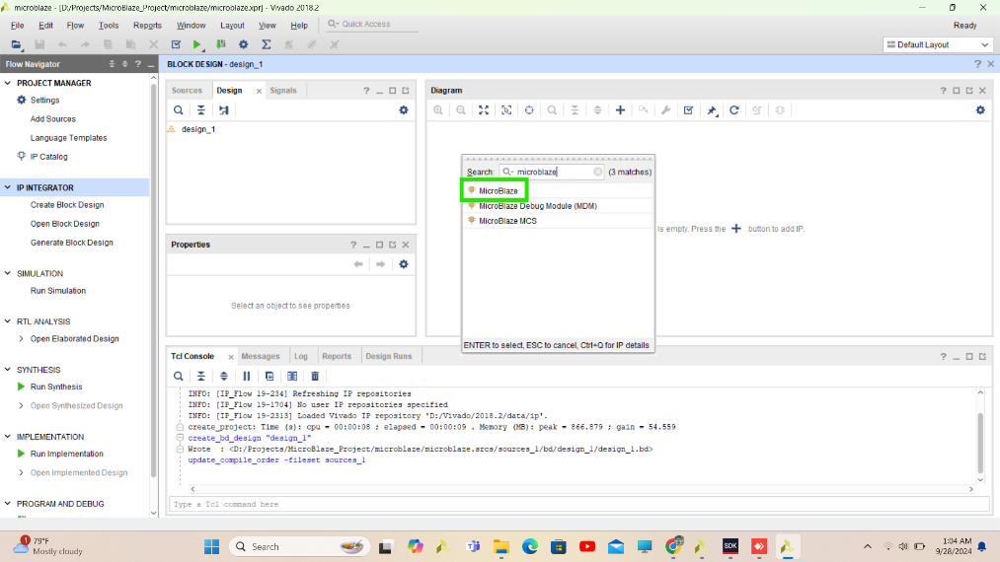 microblaze - [D:/Projects/MicroBlaze_Project/microblaze/microblaze.xpr] - Vivado 2018.2
File Edit Flow Tools Reports Window Layout View Help Quick Access
Ready
Default Layout
Flow Navigator
PROJECT MANAGER
Settings
Add Sources
Language Templates
IP Catalog
IP INTEGRATOR
Create Block Design
Open Block Design
Generate Block Design
SIMULATION
Run Simulation
RTL ANALYSIS
Open Elaborated Design
SYNTHESIS
Run Synthesis
Open Synthesized Design
IMPLEMENTATION
Run Implementation
Open Implemented Design
PROGRAM AND DEBUG
BLOCK DESIGN - design_1
Sources Design Signals
design_1
Properties
Select an object to see properties
Diagram
Search: microblaze (3 matches)
MicroBlaze
MicroBlaze Debug Module (MDM)
MicroBlaze MCS
ENTER to select, ESC to cancel, Ctrl+Q for IP details
is empty. Press the + button to add IP.
Tcl Console Messages Log Reports Design Runs
INFO: [IP_Flow 19-234] Refreshing IP repositories
INFO: [IP_Flow 19-1704] No user IP repositories specified
INFO: [IP_Flow 19-2313] Loaded Vivado IP repository 'D:/Vivado/2018.2/data/ip'.
create_project: Time (s): cpu = 00:00:08 ; elapsed = 00:00:09 . Memory (MB): peak = 866.879 ; gain = 54.559
create_bd_design "design_1"
Wrote : <D:/Projects/MicroBlaze_Project/microblaze/microblaze.srcs/sources_1/bd/design_1/design_1.bd>
update_compile_order -fileset sources_1
Type a Tcl command here
1
79°F
Mostly cloudy
Search
SDK
1:04 AM
9/28/2024